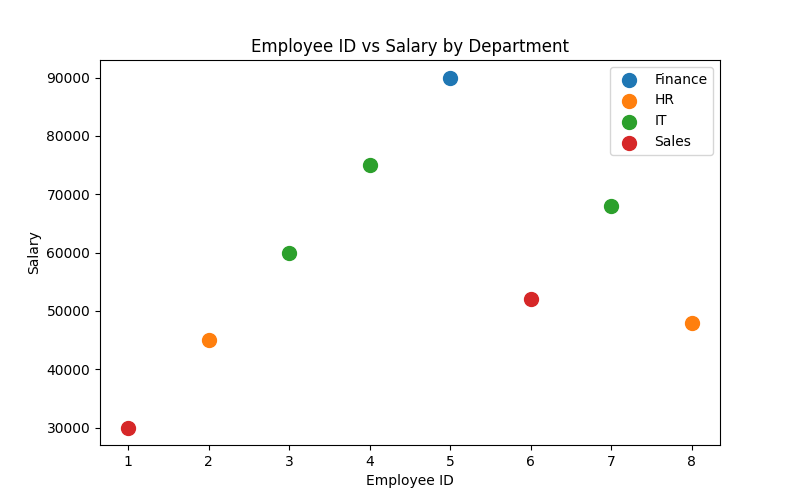 Employee ID vs Salary by Department
Salary
90000
80000
70000
60000
50000
40000
30000
1 2 3 4 5 6 7 8
Employee ID
Finance
HR
IT
Sales